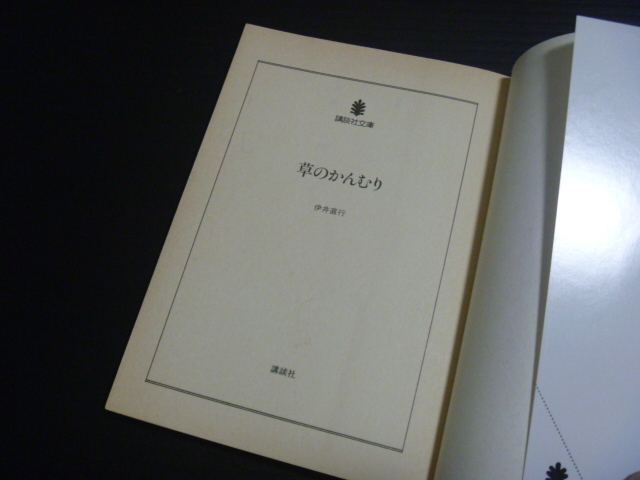 講談社文庫
草のかんむり
伊井直行
講談社